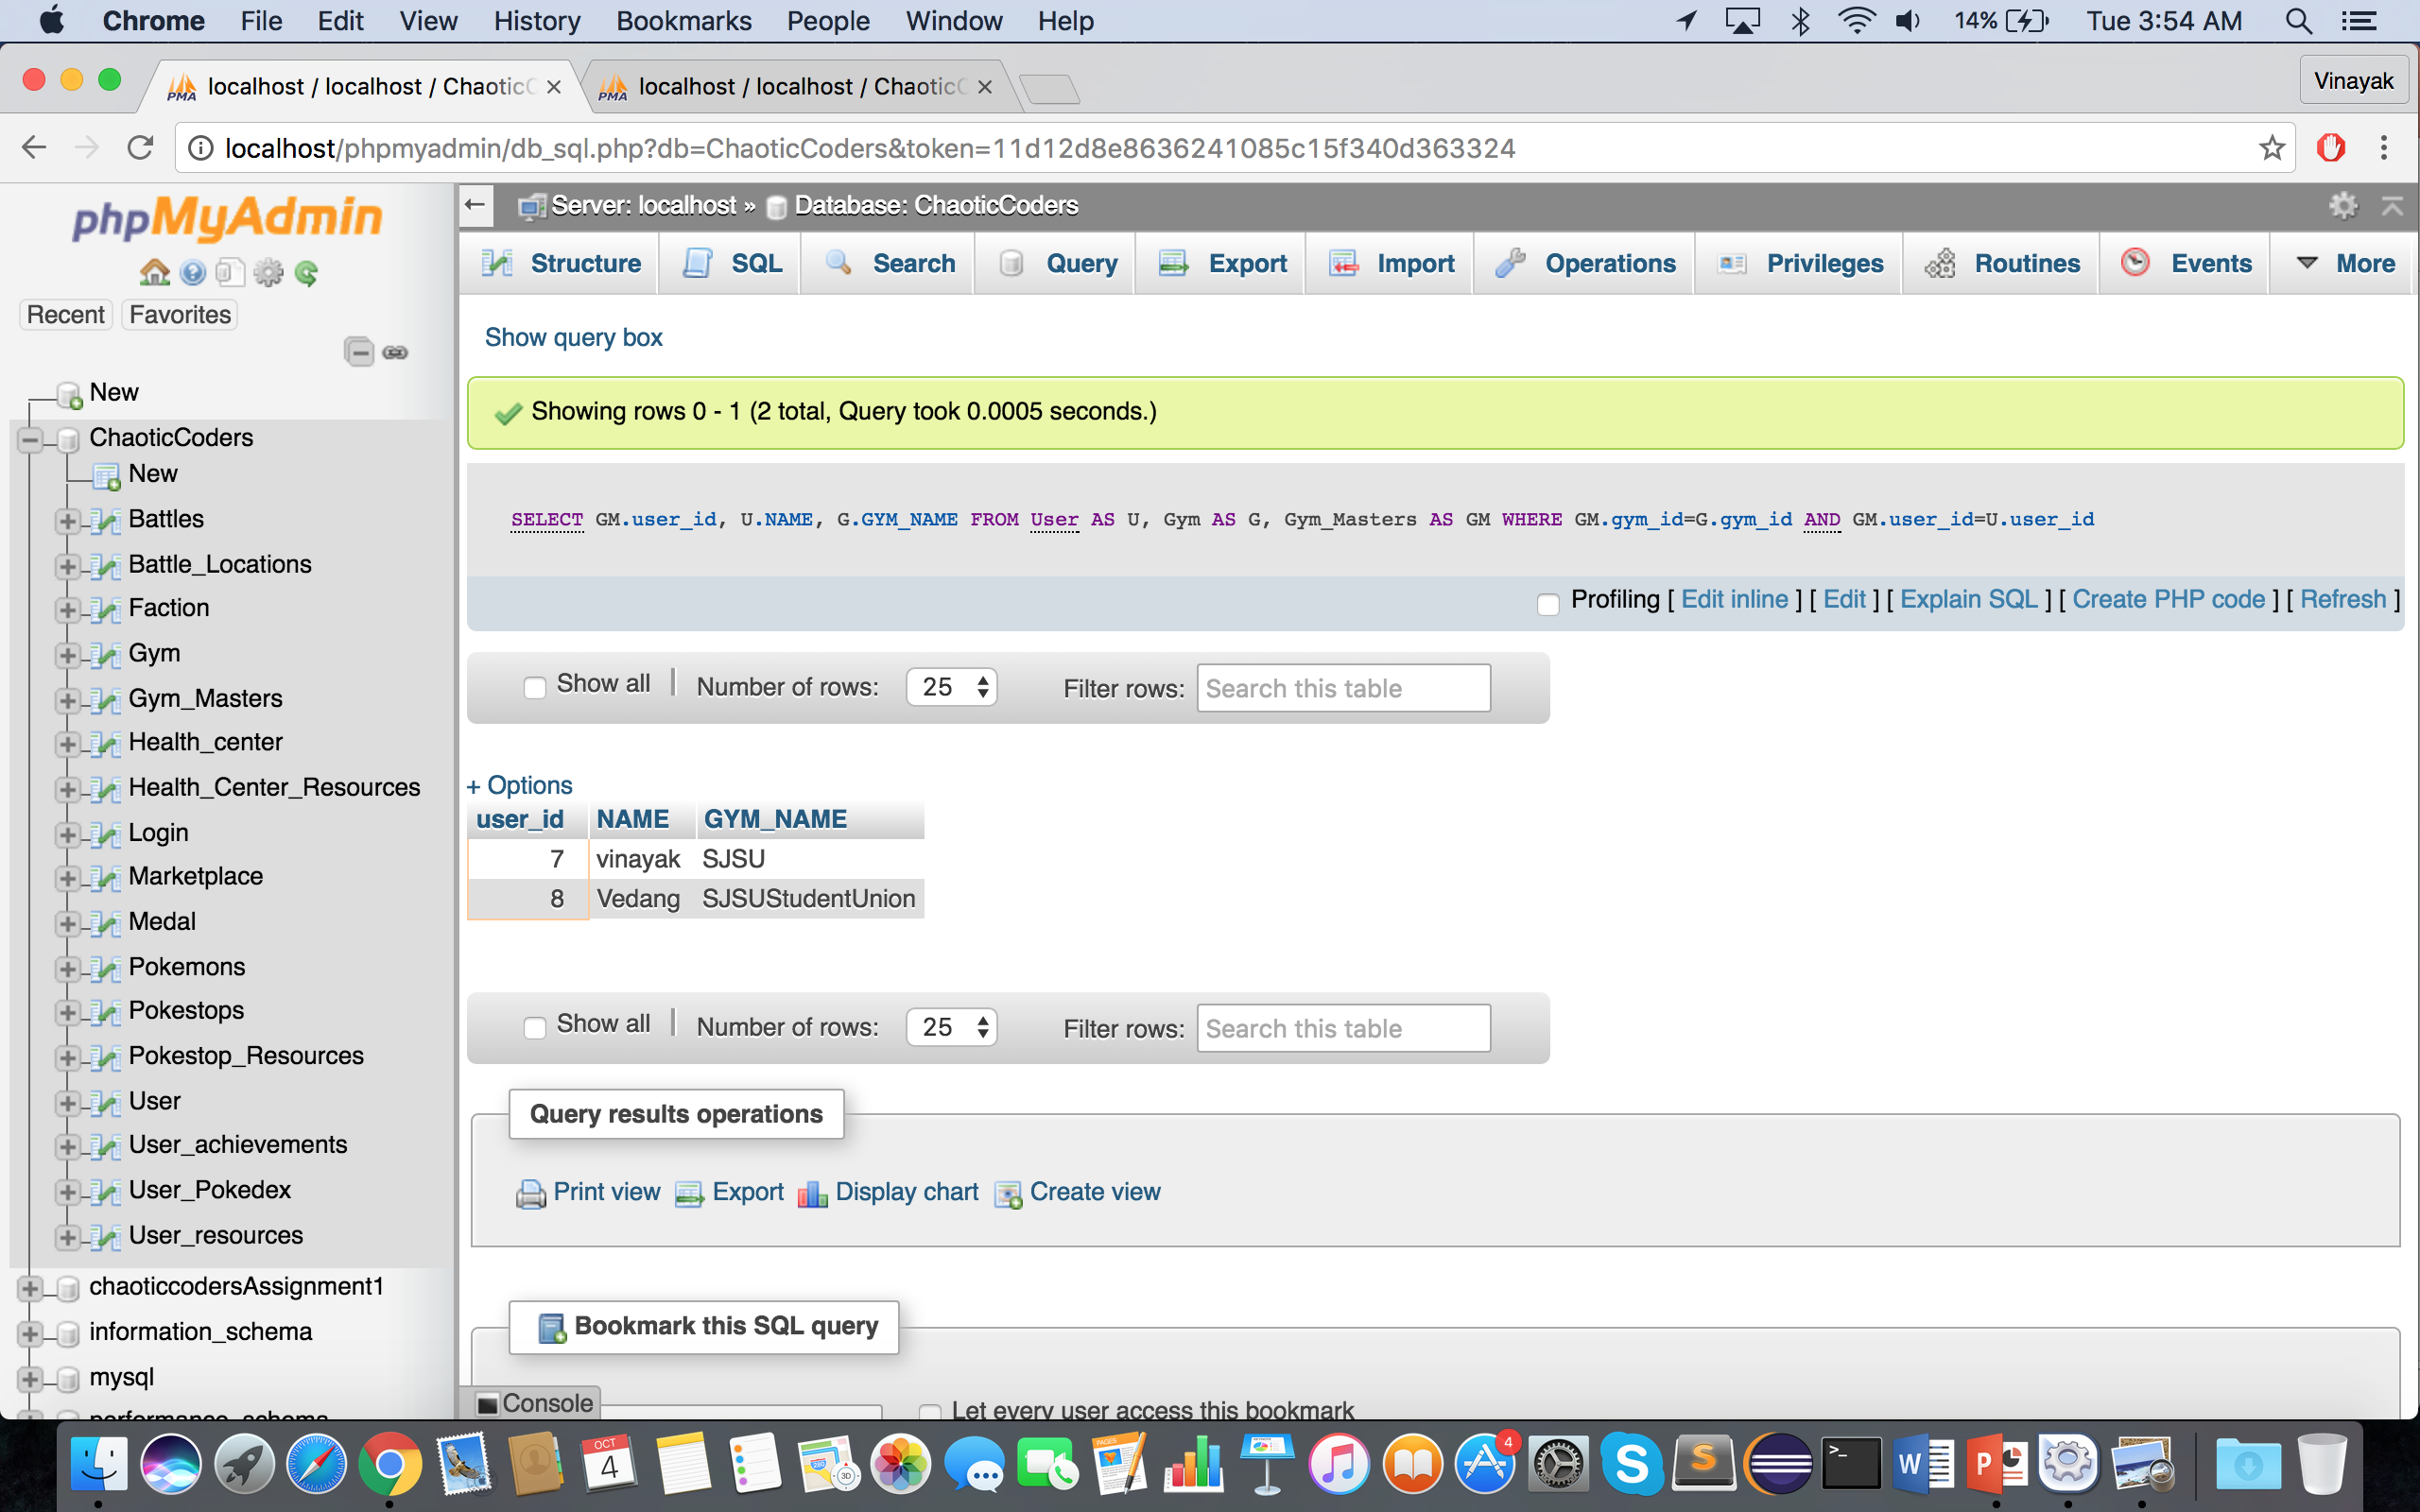 Chrome File Edit View History Bookmarks People Window Help 14% Tue 3:54 AM
localhost / localhost / ChaoticC
localhost / localhost / ChaoticC
Vinayak
localhost/phpmyadmin/db_sql.php?db=ChaoticCoders&token=11d12d8e8636241085c15f340d363324
phpMyAdmin
Recent Favorites
New
ChaoticCoders
New
Battles
Battle_Locations
Faction
Gym
Gym_Masters
Health_center
Health_Center_Resources
Login
Marketplace
Medal
Pokemons
Pokestops
Pokestop_Resources
User
User_achievements
User_Pokedex
User_resources
chaoticcodersAssignment1
information_schema
mysql
performance_schema
Server: localhost » Database: ChaoticCoders
Structure SQL Search Query Export Import Operations Privileges Routines Events More
Show query box
Showing rows 0 - 1 (2 total, Query took 0.0005 seconds.)
SELECT GM.user_id, U.NAME, G.GYM_NAME FROM User AS U, Gym AS G, Gym_Masters AS GM WHERE GM.gym_id=G.gym_id AND GM.user_id=U.user_id
Profiling [ Edit inline ] [ Edit ] [ Explain SQL ] [ Create PHP code ] [ Refresh ]
Show all | Number of rows: 25 Filter rows: Search this table
+ Options
user_id NAME GYM_NAME
7 vinayak SJSU
8 Vedang SJSUStudentUnion
Show all | Number of rows: 25 Filter rows: Search this table
Query results operations
Print view Export Display chart Create view
Bookmark this SQL query
Console
Let every user access this bookmark
OCT
4
PAGES
3D
4
S
S
>_
W
P